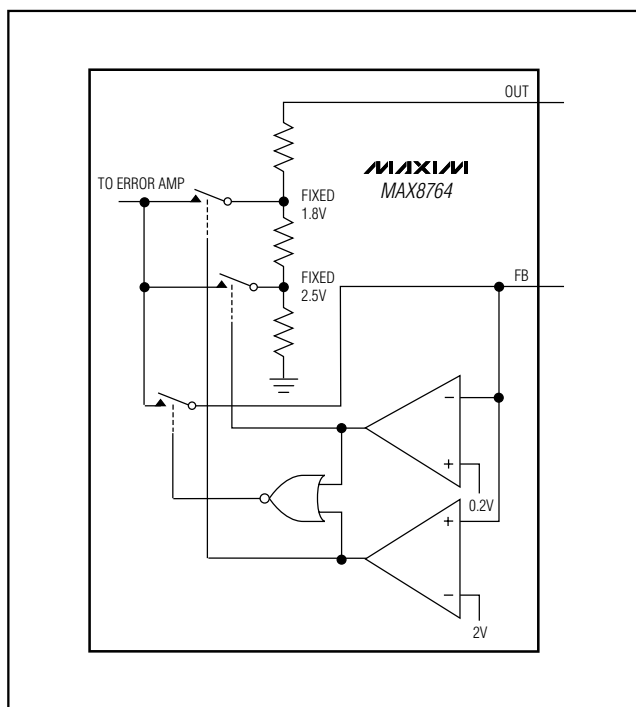 OUT
MAXIM
MAX8764
TO ERROR AMP
FIXED
1.8V
FIXED
2.5V
FB
−
+
0.2V
+
−
2V